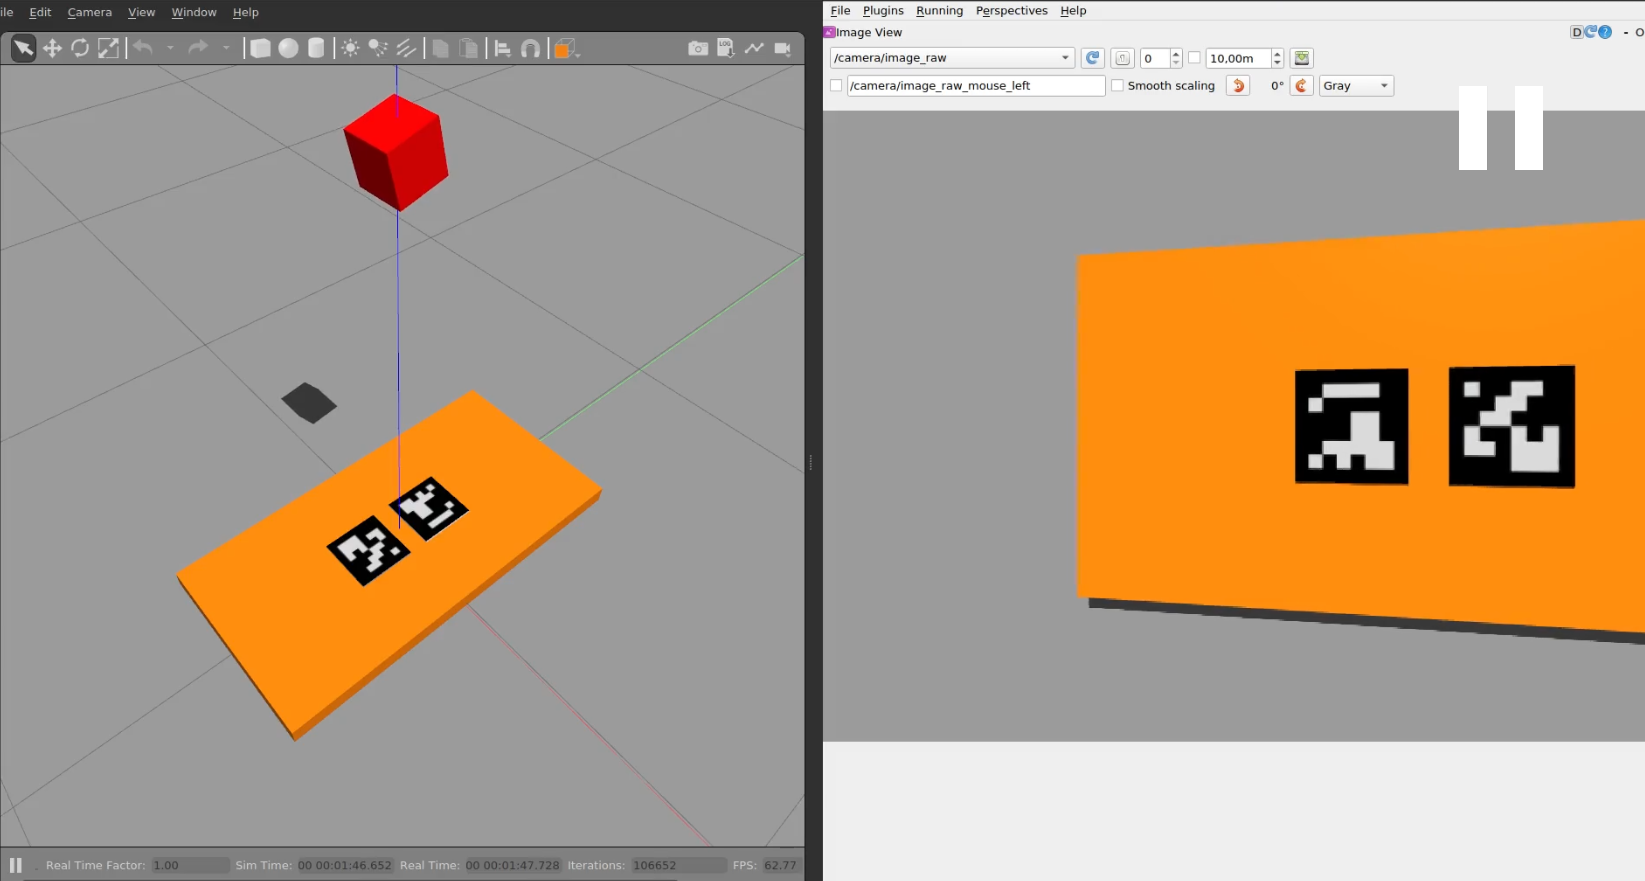 ile Edit Camera View Window Help
File Plugins Running Perspectives Help
Image View D ? - O
/camera/image_raw 0 10,00m
/camera/image_raw_mouse_left Smooth scaling 0° Gray
LOG
Real Time Factor: 1.00 Sim Time: 00 00:01:46.652 Real Time: 00 00:01:47.728 Iterations: 106652 FPS: 62.77